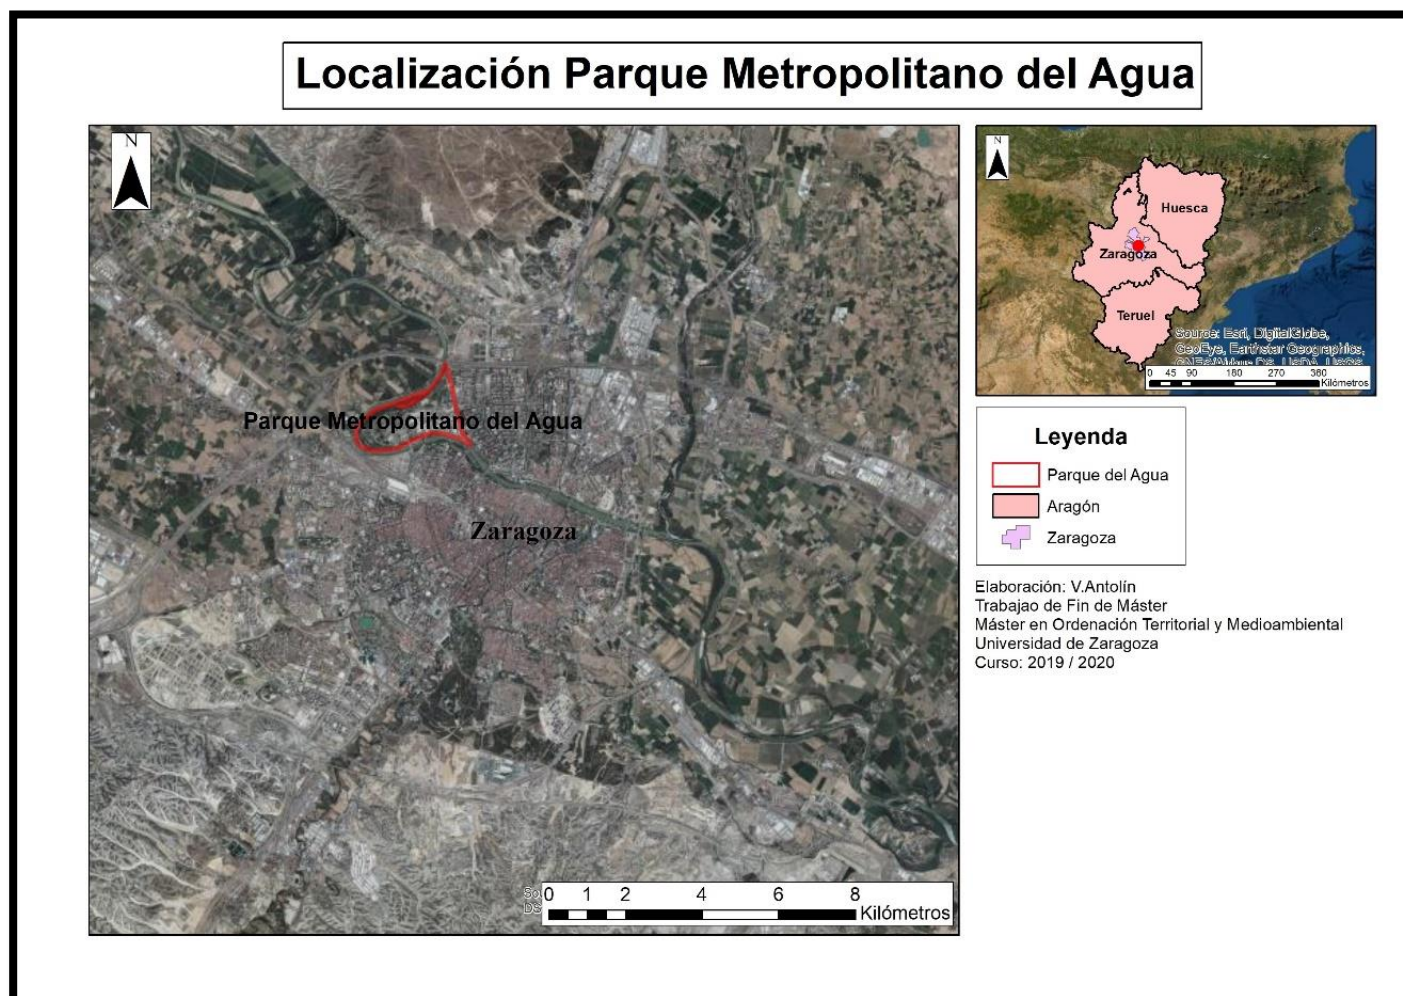 Localización Parque Metropolitano del Agua
N
Parque Metropolitano del Agua
Zaragoza
0 1 2 4 6 8
Kilómetros
N
Huesca
Zaragoza
Teruel
Source: Esri, DigitalGlobe,
GeoEye, Earthstar Geographics,
0 45 90 180 270 360
Kilómetros
Leyenda
Parque del Agua
Aragón
Zaragoza
Elaboración: V.Antolín
Trabajao de Fin de Máster
Máster en Ordenación Territorial y Medioambiental
Universidad de Zaragoza
Curso: 2019 / 2020